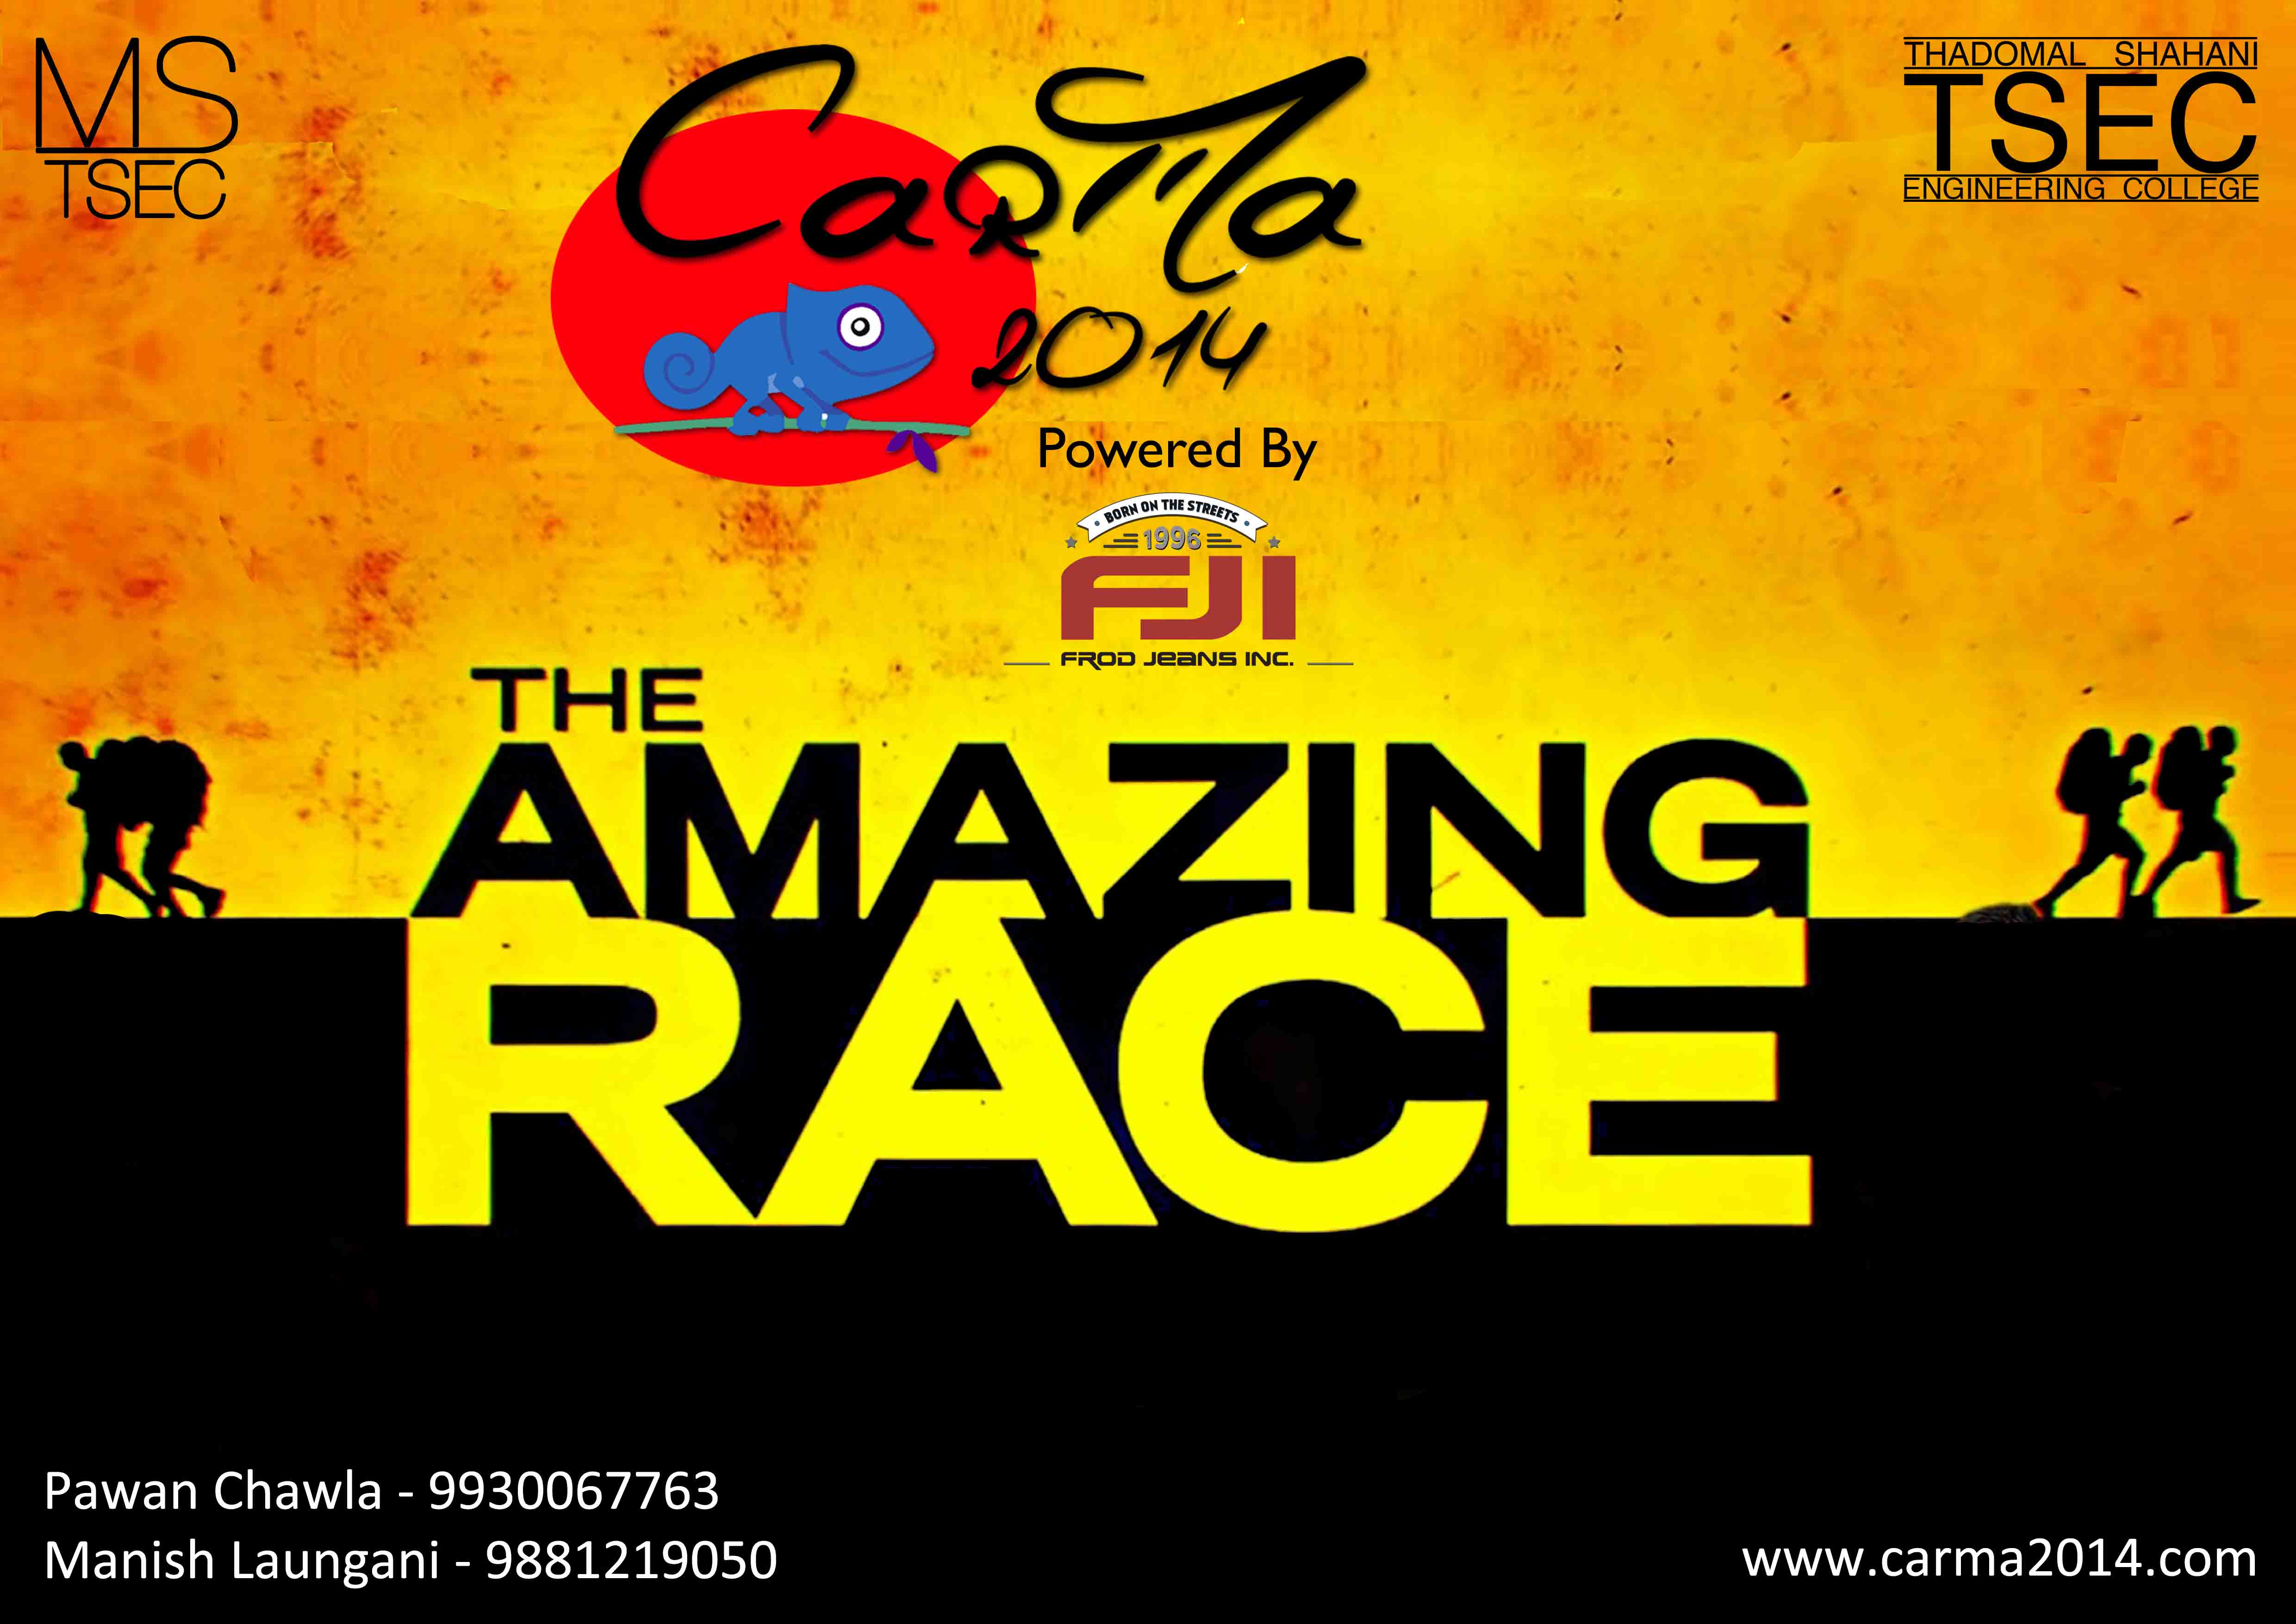 MS
TSEC
CaRMa
2014
THADOMAL SHAHANI
TSEC
ENGINEERING COLLEGE
Powered By
BORN ON THE STREETS
1996
FJI
FROD JEANS INC.
THE
AMAZING
RACE
Pawan Chawla - 9930067763
Manish Laungani - 9881219050
www.carma2014.com